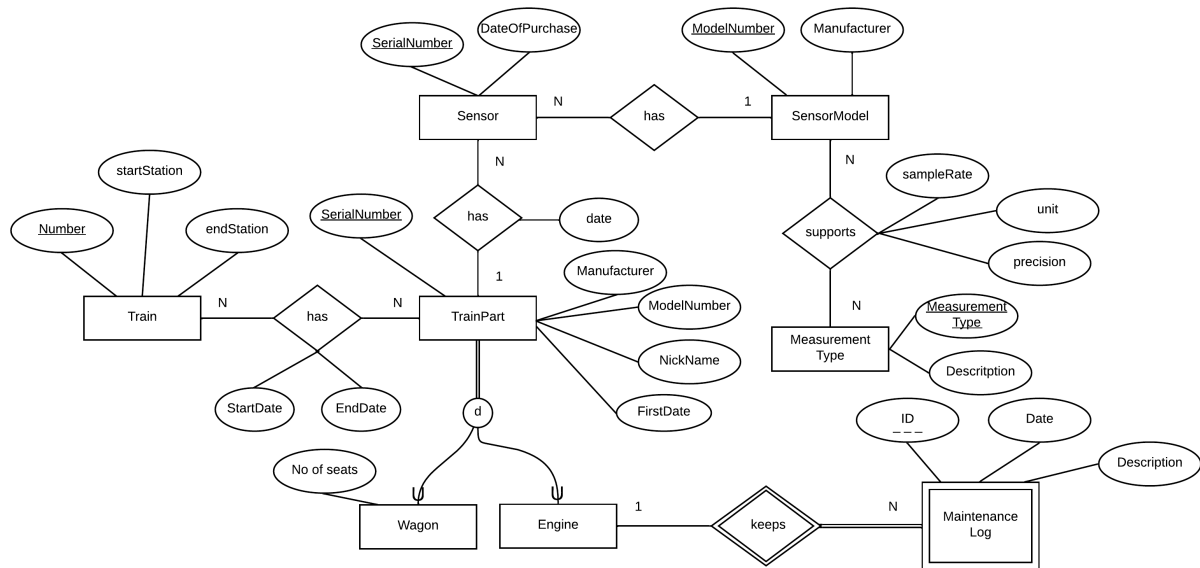 SerialNumber
DateOfPurchase
ModelNumber
Manufacturer
Sensor
N
has
1
SensorModel
startStation
N
N
sampleRate
SerialNumber
Number
endStation
has
date
unit
supports
precision
Manufacturer
1
N
has
N
Train
TrainPart
ModelNumber
N
Measurement
Type
Measurement
Type
NickName
Descritption
StartDate
EndDate
d
FirstDate
ID
Date
No of seats
Description
Wagon
Engine
1
keeps
N
Maintenance
Log